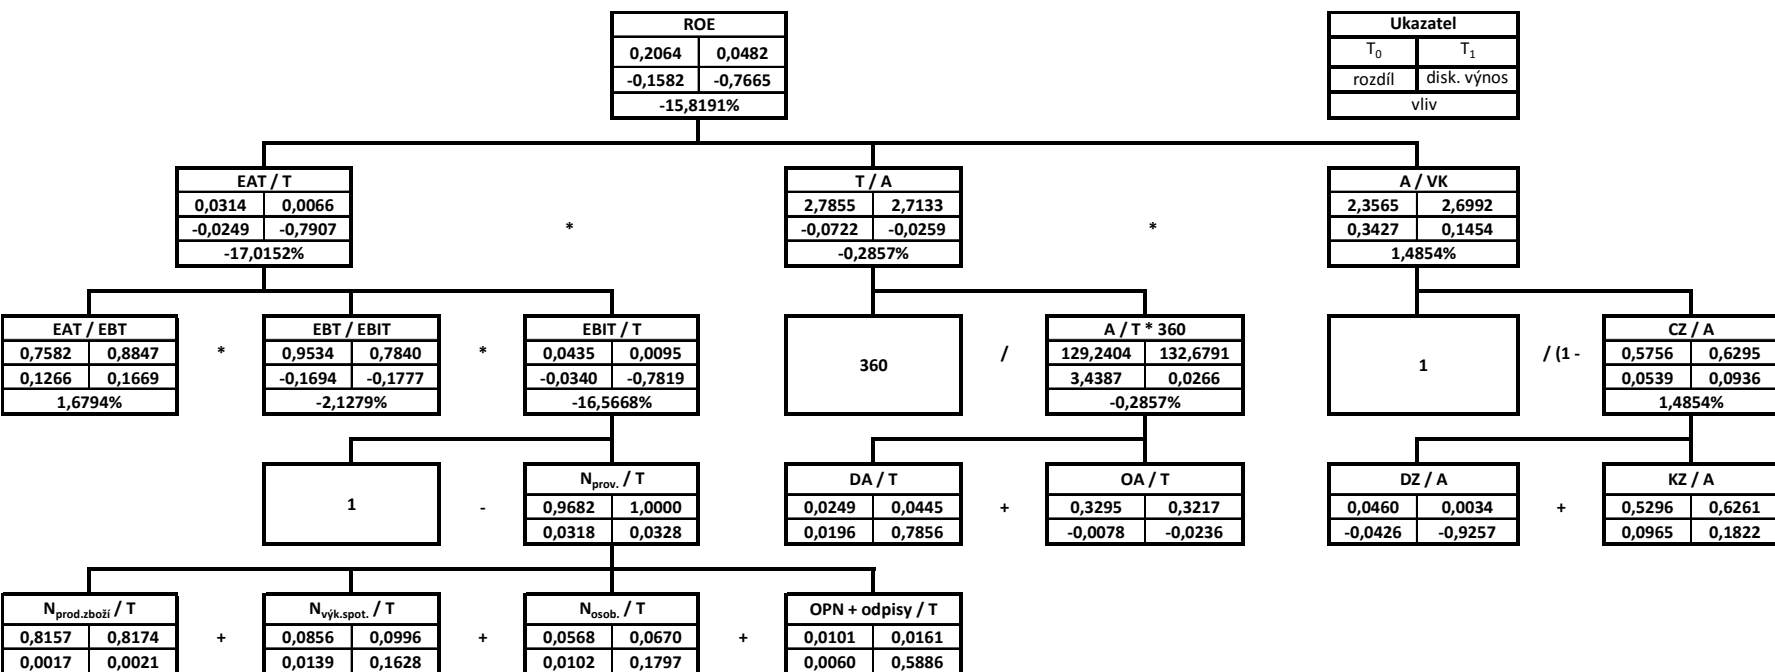 ROE
0,2064 0,0482
-0,1582 -0,7665
-15,8191%
Ukazatel
T0 T1
rozdíl disk. výnos
vliv
EAT / T
0,0314 0,0066
-0,0249 -0,7907
-17,0152%
*
T / A
2,7855 2,7133
-0,0722 -0,0259
-0,2857%
*
A / VK
2,3565 2,6992
0,3427 0,1454
1,4854%
EAT / EBT
0,7582 0,8847
0,1266 0,1669
1,6794%
*
EBT / EBIT
0,9534 0,7840
-0,1694 -0,1777
-2,1279%
*
EBIT / T
0,0435 0,0095
-0,0340 -0,7819
-16,5668%
360
/
A / T * 360
129,2404 132,6791
3,4387 0,0266
-0,2857%
1
/ (1 -
CZ / A
0,5756 0,6295
0,0539 0,0936
1,4854%
1
-
Nprov. / T
0,9682 1,0000
0,0318 0,0328
DA / T
0,0249 0,0445
0,0196 0,7856
+
OA / T
0,3295 0,3217
-0,0078 -0,0236
DZ / A
0,0460 0,0034
-0,0426 -0,9257
+
KZ / A
0,5296 0,6261
0,0965 0,1822
Nprod.zboží / T
0,8157 0,8174
0,0017 0,0021
+
Nvýk.spot. / T
0,0856 0,0996
0,0139 0,1628
+
Nosob. / T
0,0568 0,0670
0,0102 0,1797
+
OPN + odpisy / T
0,0101 0,0161
0,0060 0,5886